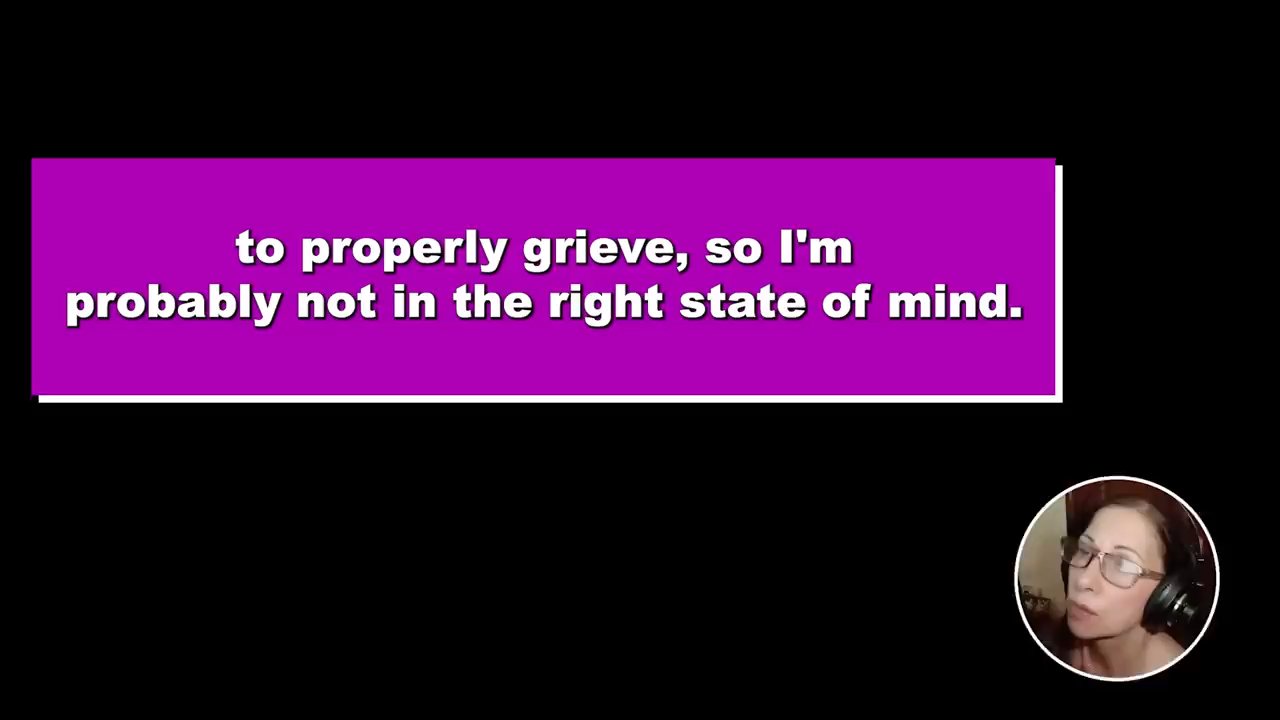 to properly grieve, so I'm
probably not in the right state of mind.